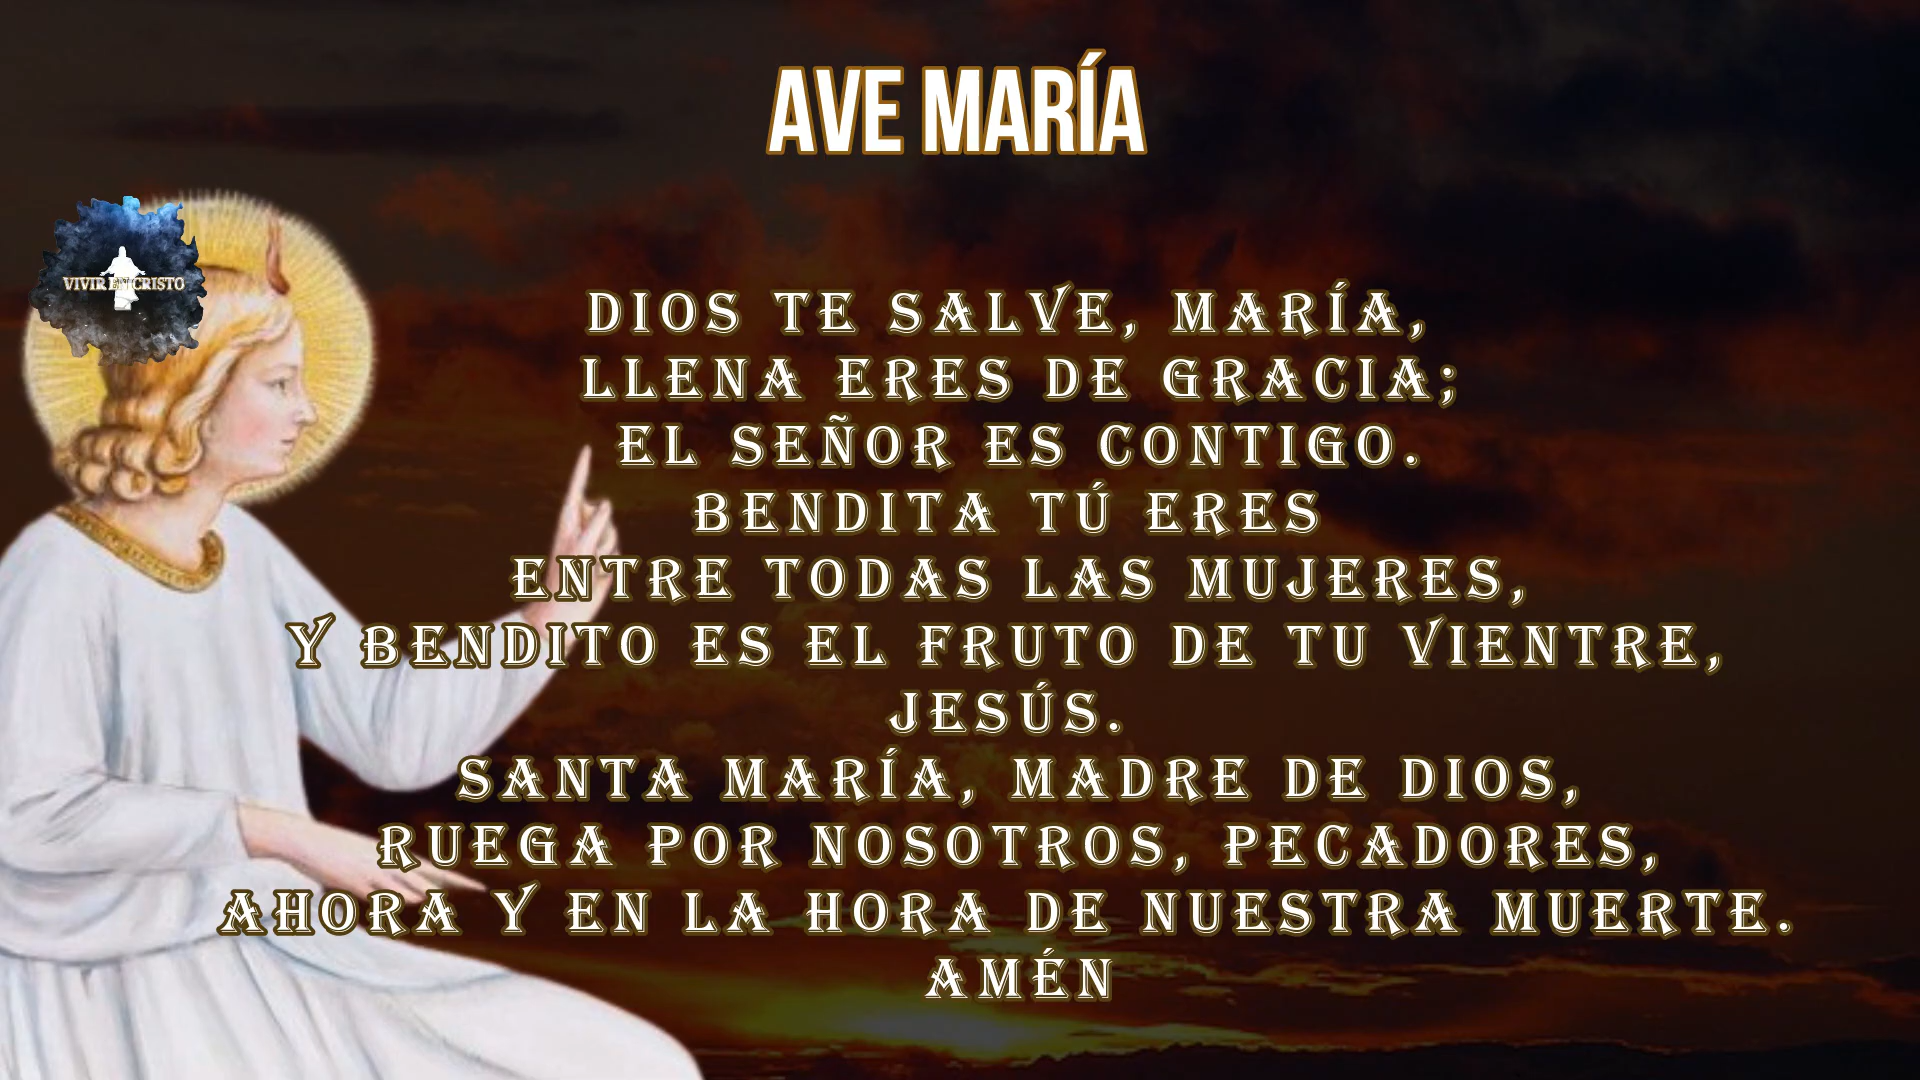 AVE MARÍA
VIVIR EN CRISTO
DIOS TE SALVE, MARÍA,
LLENA ERES DE GRACIA;
EL SEÑOR ES CONTIGO.
BENDITA TÚ ERES
ENTRE TODAS LAS MUJERES,
Y BENDITO ES EL FRUTO DE TU VIENTRE,
JESÚS.
SANTA MARÍA, MADRE DE DIOS,
RUEGA POR NOSOTROS, PECADORES,
AHORA Y EN LA HORA DE NUESTRA MUERTE.
AMÉN